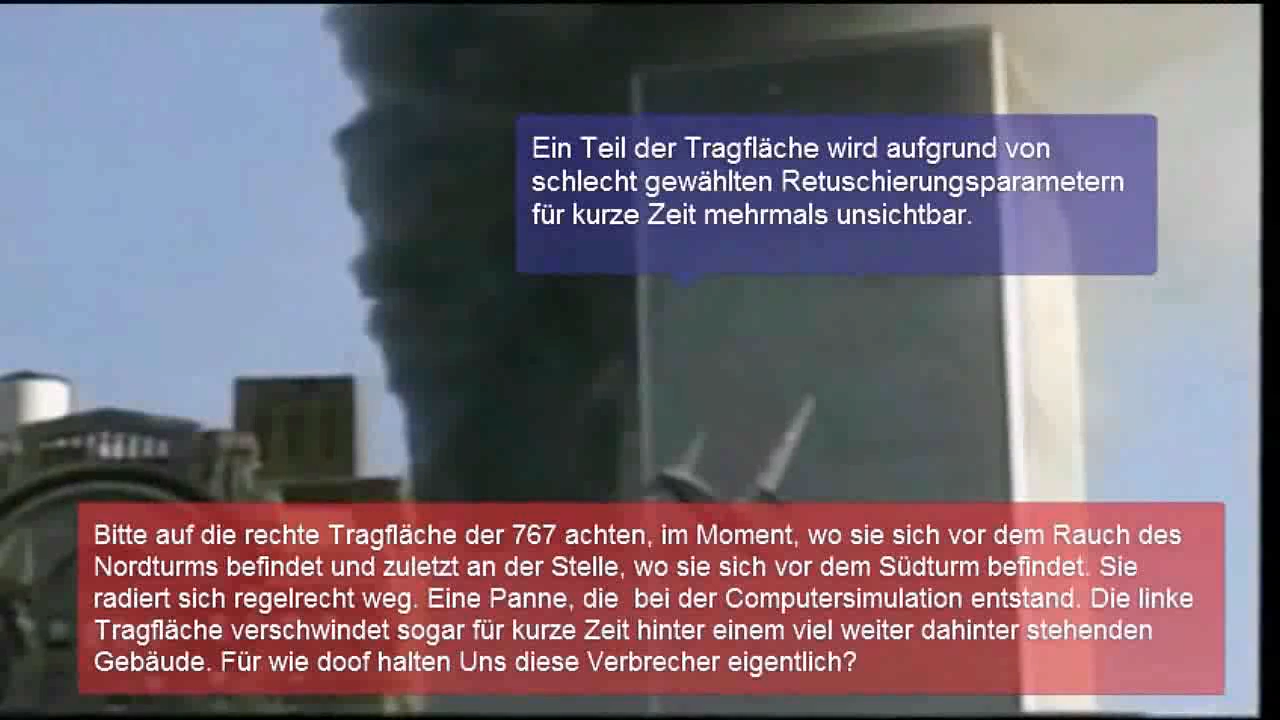 Ein Teil der Tragfläche wird aufgrund von
schlecht gewählten Retuschierungsparametern
für kurze Zeit mehrmals unsichtbar.
Bitte auf die rechte Tragfläche der 767 achten, im Moment, wo sie sich vor dem Rauch des
Nordturms befindet und zuletzt an der Stelle, wo sie sich vor dem Südturm befindet. Sie
radiert sich regelrecht weg. Eine Panne, die  bei der Computersimulation entstand. Die linke
Tragfläche verschwindet sogar für kurze Zeit hinter einem viel weiter dahinter stehenden
Gebäude. Für wie doof halten Uns diese Verbrecher eigentlich?